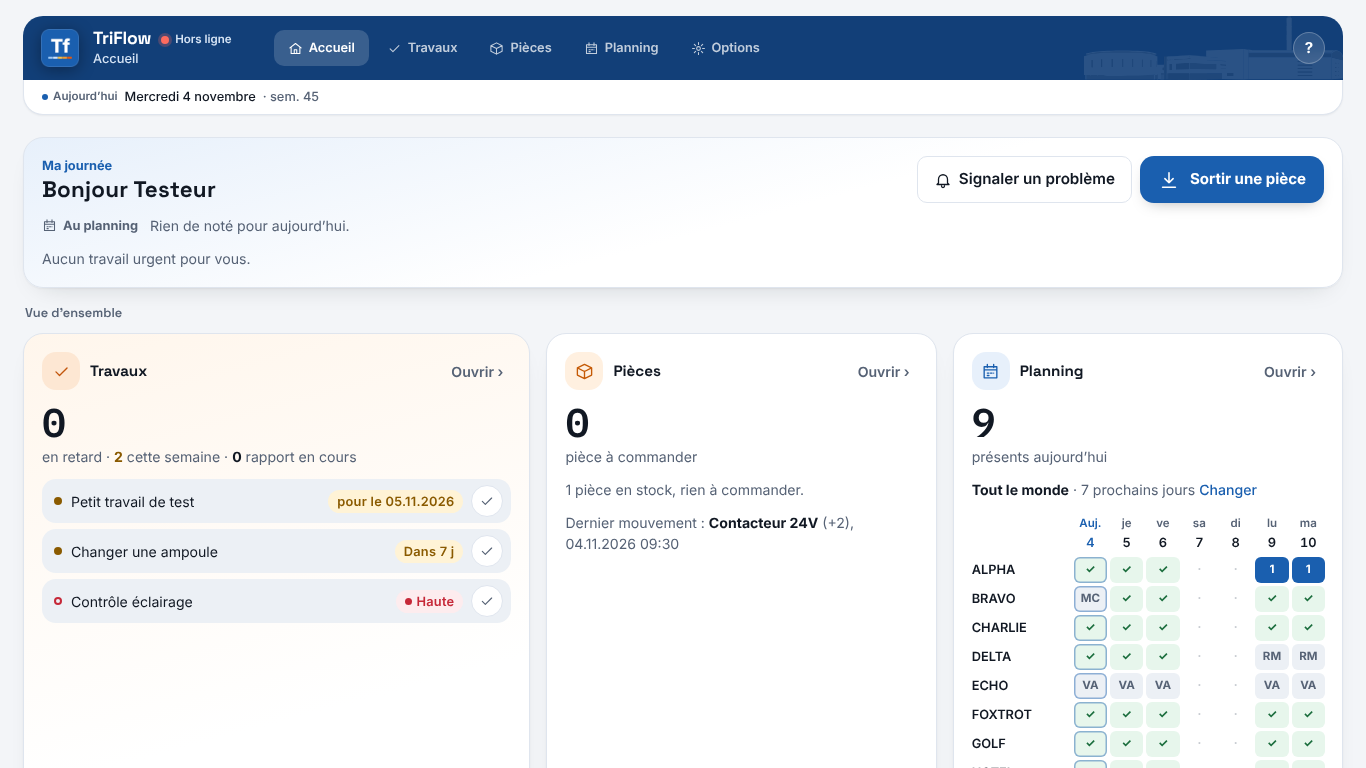 Tf
TriFlow Hors ligne
Accueil
Accueil
Travaux
Pièces
Planning
Options
?
Aujourd'hui Mercredi 4 novembre · sem. 45
Ma journée
Bonjour Testeur
Au planning Rien de noté pour aujourd'hui.
Aucun travail urgent pour vous.
Signaler un problème
Sortir une pièce
Vue d'ensemble
Travaux
Ouvrir ›
0
en retard · 2 cette semaine · 0 rapport en cours
Petit travail de test pour le 05.11.2026
Changer une ampoule Dans 7 j
Contrôle éclairage Haute
Pièces
Ouvrir ›
0
pièce à commander
1 pièce en stock, rien à commander.
Dernier mouvement : Contacteur 24V (+2),
04.11.2026 09:30
Planning
Ouvrir ›
9
présents aujourd'hui
Tout le monde · 7 prochains jours Changer
Auj. je ve sa di lu ma
4 5 6 7 8 9 10
ALPHA ✓ ✓ ✓ · · 1 1
BRAVO MC ✓ ✓ · · ✓ ✓
CHARLIE ✓ ✓ ✓ · · ✓ ✓
DELTA ✓ ✓ ✓ · · RM RM
ECHO VA VA VA · · VA VA
FOXTROT ✓ ✓ ✓ · · ✓ ✓
GOLF ✓ ✓ ✓ · · ✓ ✓